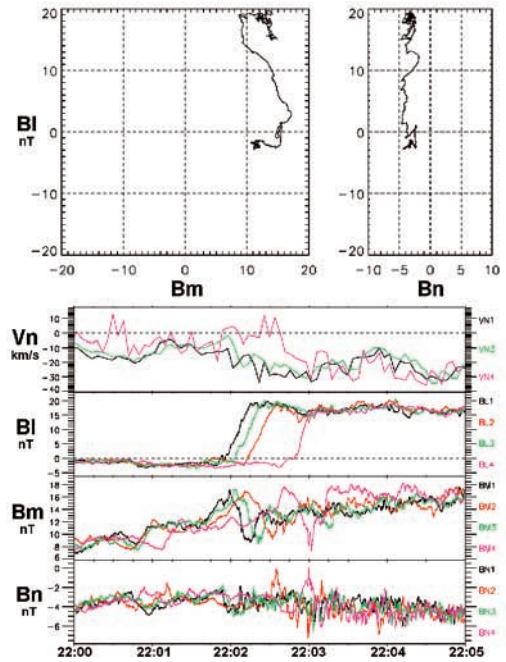 20 20
10 10
Bl
nT
0 0
-10 -10
20 20
-20 -10 0 10 20 -10 -5 0 5 10
Bm Bn
Vn
km/s
10
0
-10
-20
-30
-40
VN1
VN3
VN4
Bl
nT
20
15
10
5
0
-5
BL1
BL2
BL3
BL4
Bm
nT
18
16
14
12
10
8
6
BM1
BM2
BM3
BM4
Bn
nT
0
-2
-4
-6
BN1
BN2
BN3
BN4
22:00 22:01 22:02 22:03 22:04 22:05